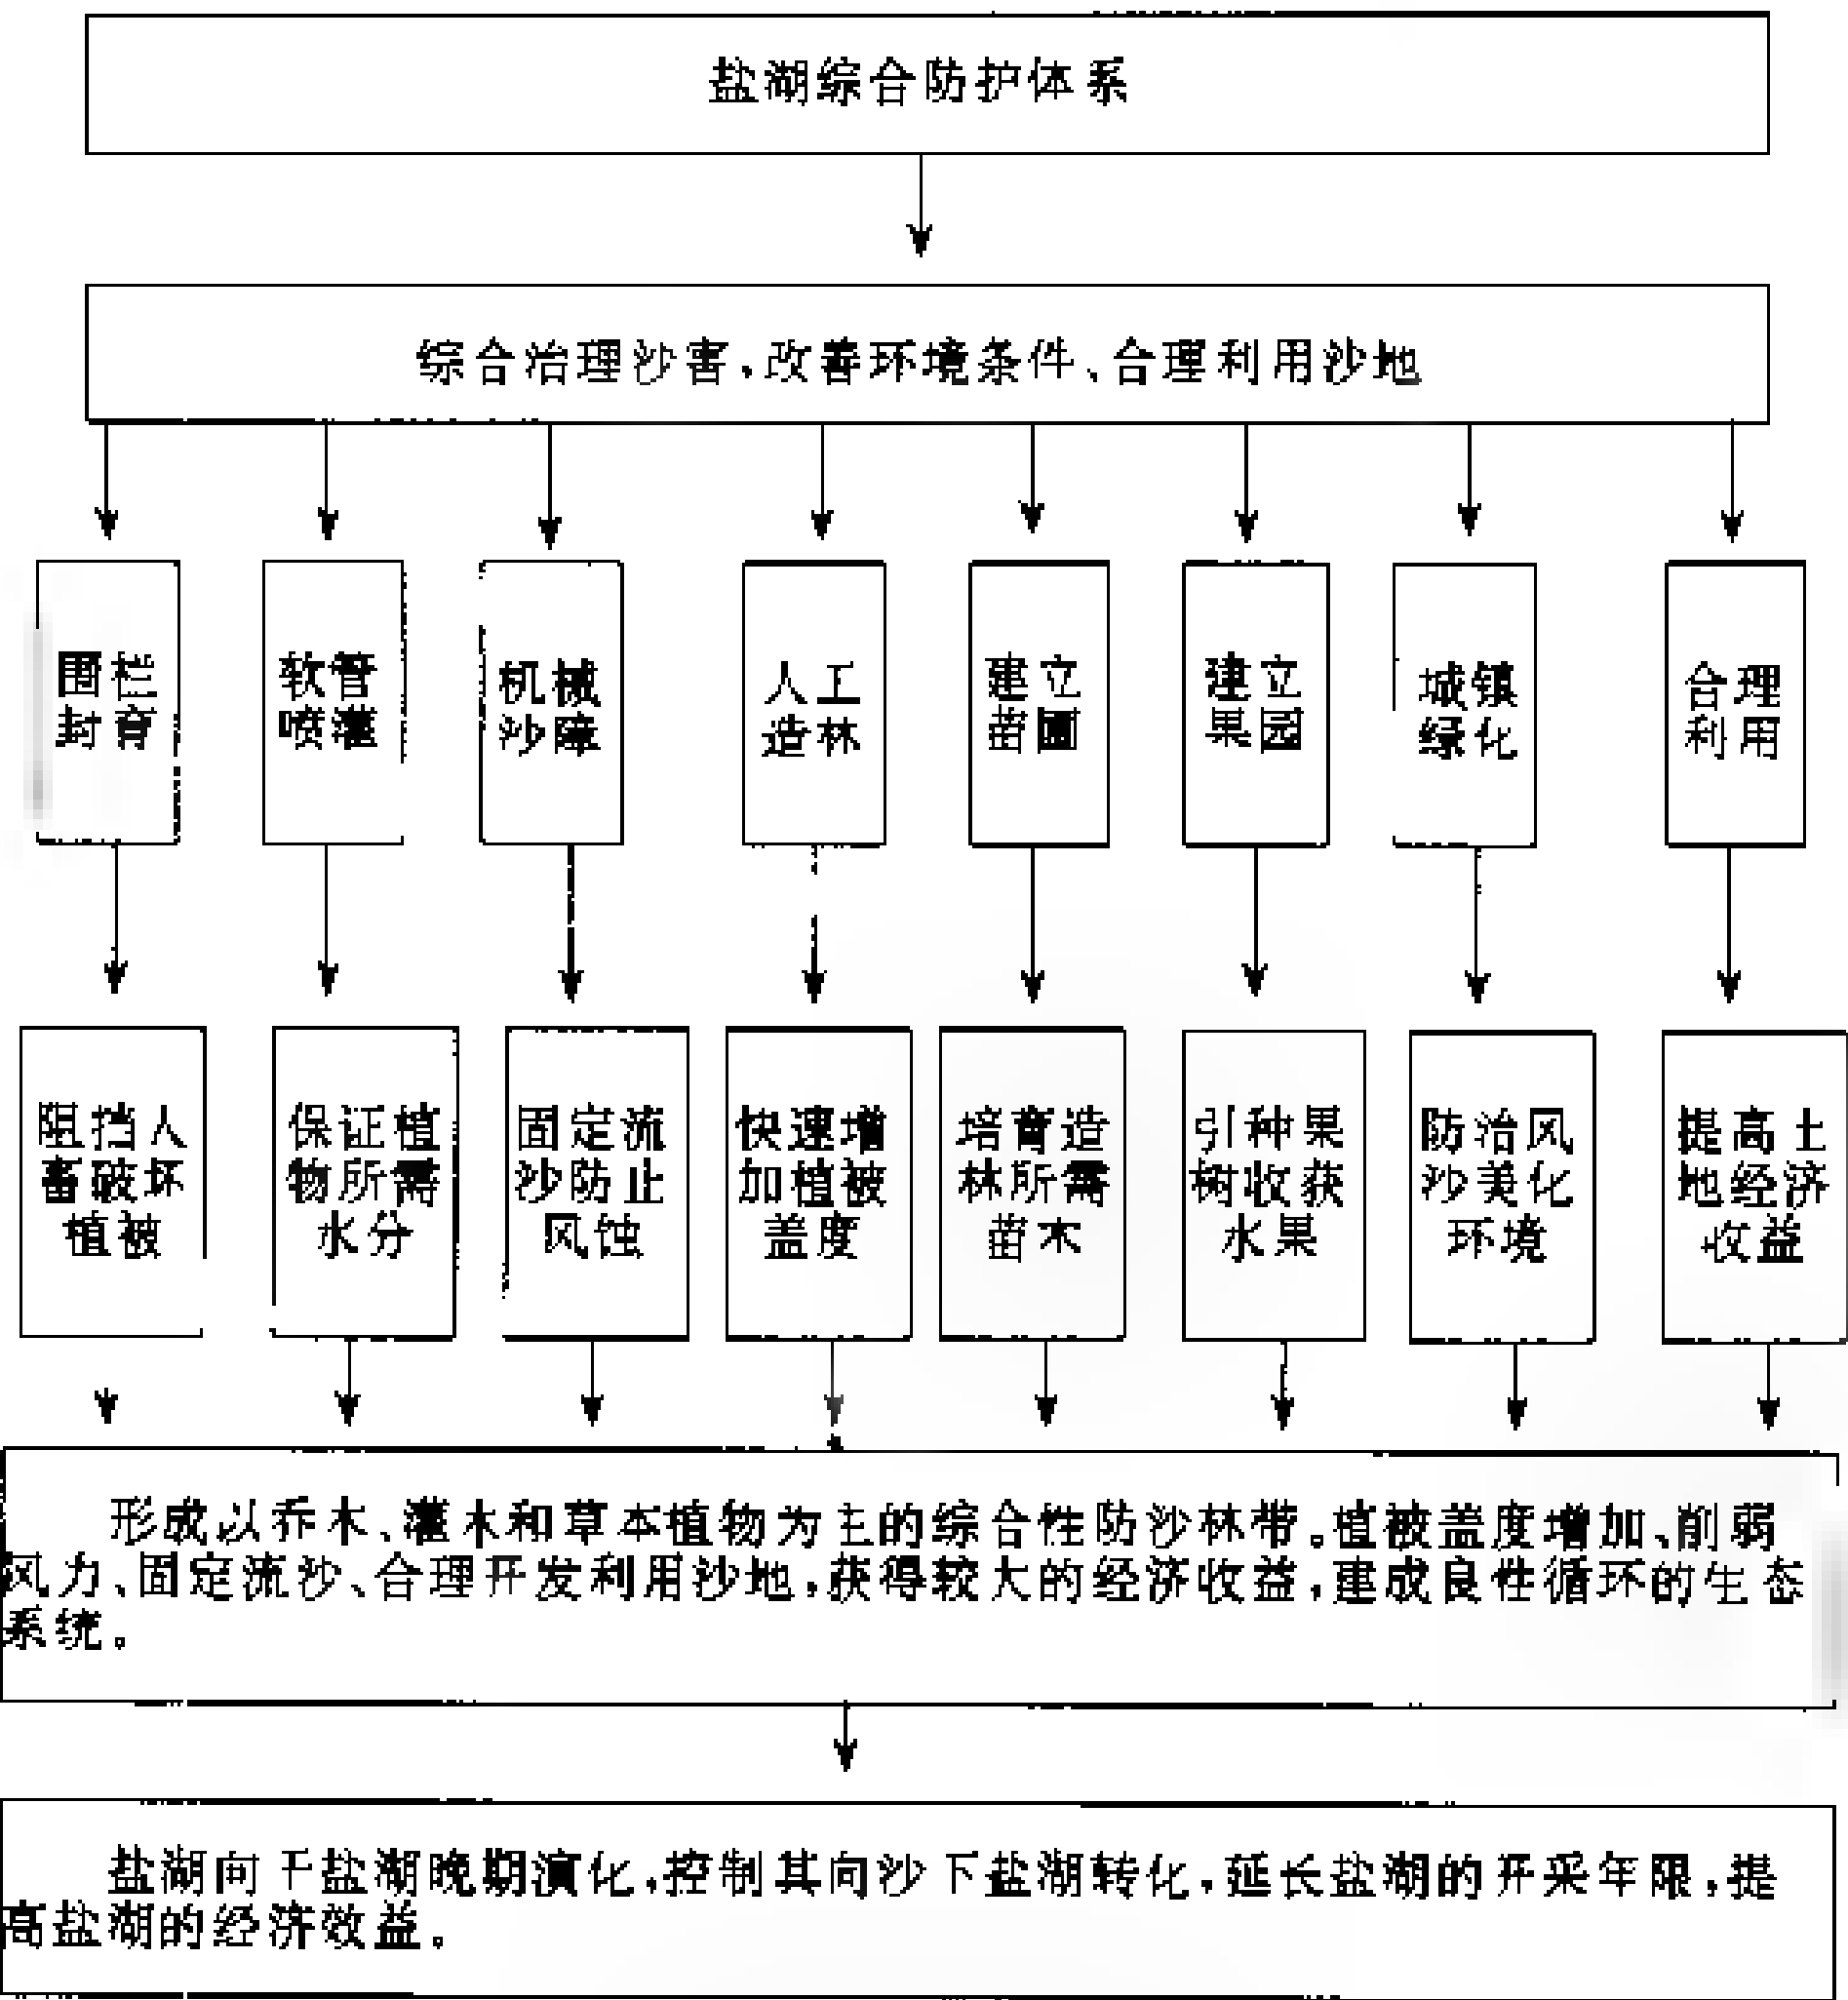 盐湖综合防护体系
综合治理沙害,改善环境条件、合理利用沙地
围栏
封育
软管
喷灌
机械
沙障
人工
造林
建立
苗圃
建立
果园
城镇
绿化
合理
利用
阻挡人
畜破坏
植被
保证植
物所需
水分
固定流
沙防止
风蚀
快速增
加植被
盖度
培育造
林所需
苗木
引种果
树收获
水果
防治风
沙美化
环境
提高土
地经济
收益
形成以乔木、灌木和草本植物为主的综合性防沙林带。植被盖度增加、削弱
风力、固定流沙、合理开发利用沙地,获得较大的经济收益,建成良性循环的生态
系统。
盐湖向干盐湖晚期演化,控制其向沙下盐湖转化,延长盐湖的开采年限,提
高盐湖的经济效益。